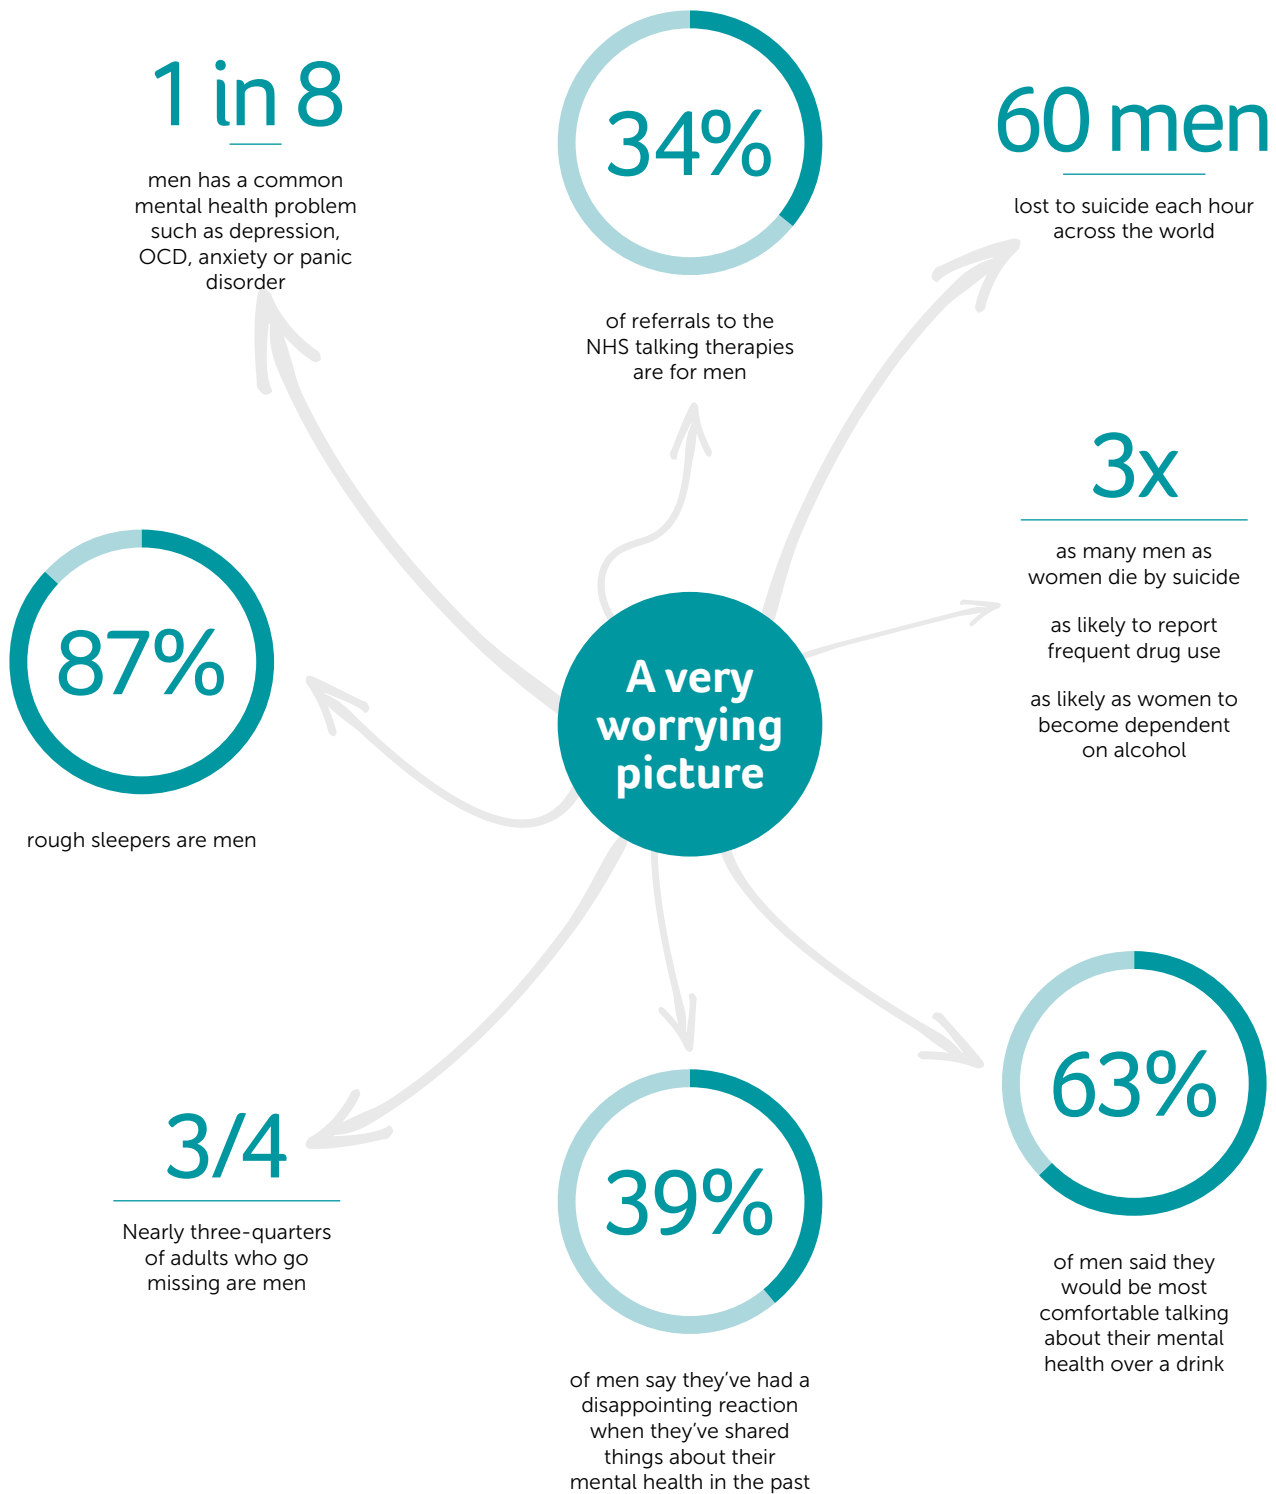 1 in 8
men has a common
mental health problem
such as depression,
OCD, anxiety or panic
disorder
34%
of referrals to the
NHS talking therapies
are for men
60 men
lost to suicide each hour
across the world
3x
as many men as
women die by suicide
as likely to report
frequent drug use
as likely as women to
become dependent
on alcohol
87%
rough sleepers are men
A very
worrying
picture
3/4
Nearly three-quarters
of adults who go
missing are men
39%
of men say they’ve had a
disappointing reaction
when they’ve shared
things about their
mental health in the past
63%
of men said they
would be most
comfortable talking
about their mental
health over a drink